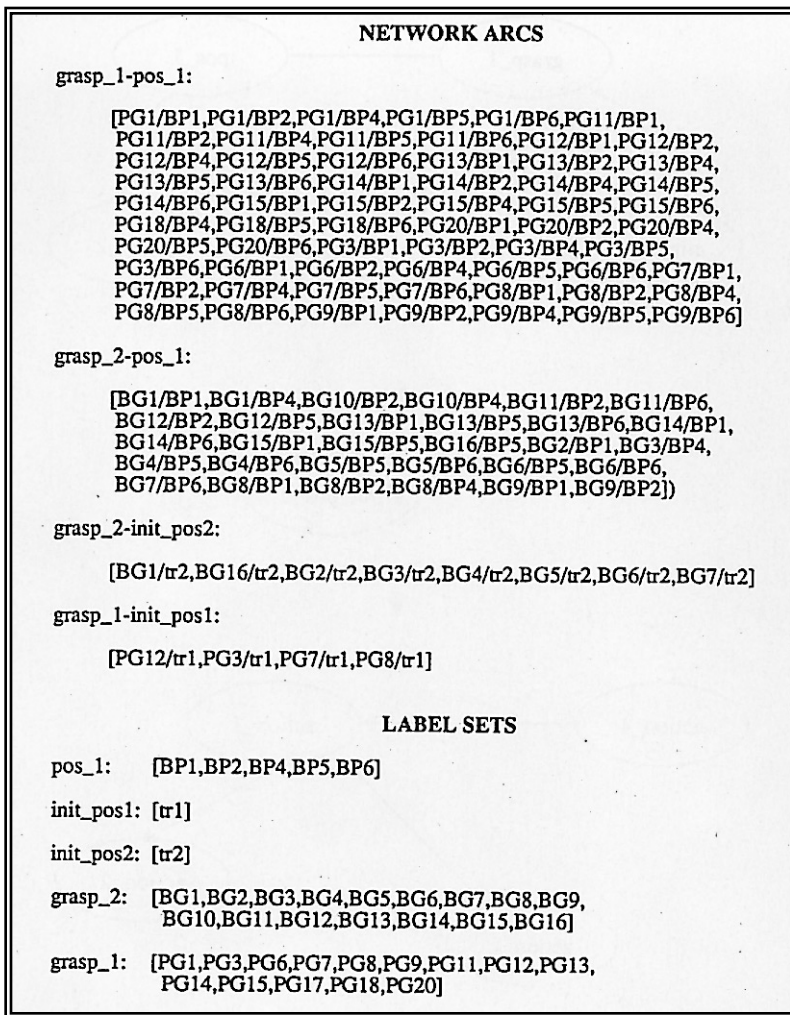 NETWORK ARCS
grasp_1-pos_1:
[PG1/BP1,PG1/BP2,PG1/BP4,PG1/BP5,PG1/BP6,PG11/BP1,
PG11/BP2,PG11/BP4,PG11/BP5,PG11/BP6,PG12/BP1,PG12/BP2,
PG12/BP4,PG12/BP5,PG12/BP6,PG13/BP1,PG13/BP2,PG13/BP4,
PG13/BP5,PG13/BP6,PG14/BP1,PG14/BP2,PG14/BP4,PG14/BP5,
PG14/BP6,PG15/BP1,PG15/BP2,PG15/BP4,PG15/BP5,PG15/BP6,
PG18/BP4,PG18/BP5,PG18/BP6,PG20/BP1,PG20/BP2,PG20/BP4,
PG20/BP5,PG20/BP6,PG3/BP1,PG3/BP2,PG3/BP4,PG3/BP5,
PG3/BP6,PG6/BP1,PG6/BP2,PG6/BP4,PG6/BP5,PG6/BP6,PG7/BP1,
PG7/BP2,PG7/BP4,PG7/BP5,PG7/BP6,PG8/BP1,PG8/BP2,PG8/BP4,
PG8/BP5,PG8/BP6,PG9/BP1,PG9/BP2,PG9/BP4,PG9/BP5,PG9/BP6]
grasp_2-pos_1:
[BG1/BP1,BG1/BP4,BG10/BP2,BG10/BP4,BG11/BP2,BG11/BP6,
BG12/BP2,BG12/BP5,BG13/BP1,BG13/BP5,BG13/BP6,BG14/BP1,
BG14/BP6,BG15/BP1,BG15/BP5,BG16/BP5,BG2/BP1,BG3/BP4,
BG4/BP5,BG4/BP6,BG5/BP5,BG5/BP6,BG6/BP5,BG6/BP6,
BG7/BP6,BG8/BP1,BG8/BP2,BG8/BP4,BG9/BP1,BG9/BP2])
grasp_2-init_pos2:
[BG1/tr2,BG16/tr2,BG2/tr2,BG3/tr2,BG4/tr2,BG5/tr2,BG6/tr2,BG7/tr2]
grasp_1-init_pos1:
[PG12/tr1,PG3/tr1,PG7/tr1,PG8/tr1]
LABEL SETS
pos_1: [BP1,BP2,BP4,BP5,BP6]
init_pos1: [tr1]
init_pos2: [tr2]
grasp_2: [BG1,BG2,BG3,BG4,BG5,BG6,BG7,BG8,BG9,
BG10,BG11,BG12,BG13,BG14,BG15,BG16]
grasp_1: [PG1,PG3,PG6,PG7,PG8,PG9,PG11,PG12,PG13,
PG14,PG15,PG17,PG18,PG20]